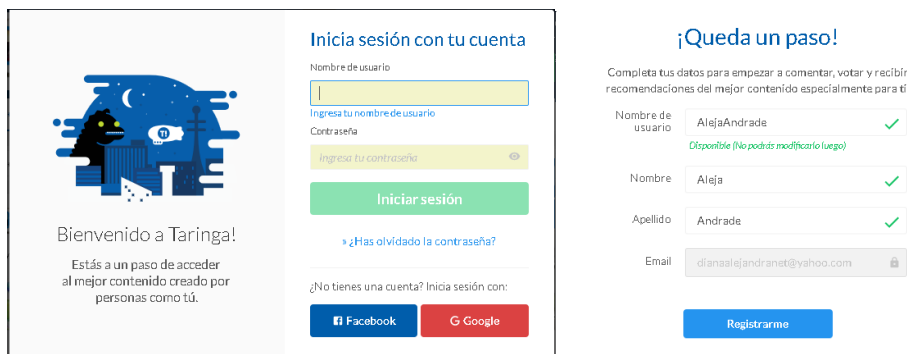 Inicia sesión con tu cuenta
Nombre de usuario
Ingresa tu nombre de usuario
Contraseña
Ingresa tu contraseña
Iniciar sesión
» ¿Has olvidado la contraseña?
¿No tienes una cuenta? Inicia sesión con:
Facebook
G Google
T!
Bienvenido a Taringa!
Estás a un paso de acceder
al mejor contenido creado por
personas como tú.
¡Queda un paso!
Completa tus datos para empezar a comentar, votar y recibir
recomendaciones del mejor contenido especialmente para ti
Nombre de
usuario
AlejaAndrade
Disponible (No podrás modificarlo luego)
Nombre
Aleja
Apellido
Andrade
Email
dianaalejandranet@yahoo.com
Registrarme